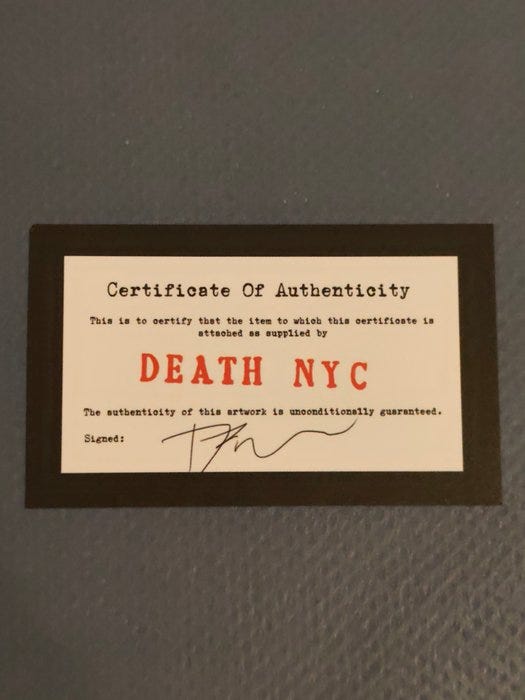 Certificate Of Authenticity
This is to certify that the item to which this certificate is
attached as supplied by
DEATH NYC
The authenticity of this artwork is unconditionally guaranteed.
Signed: